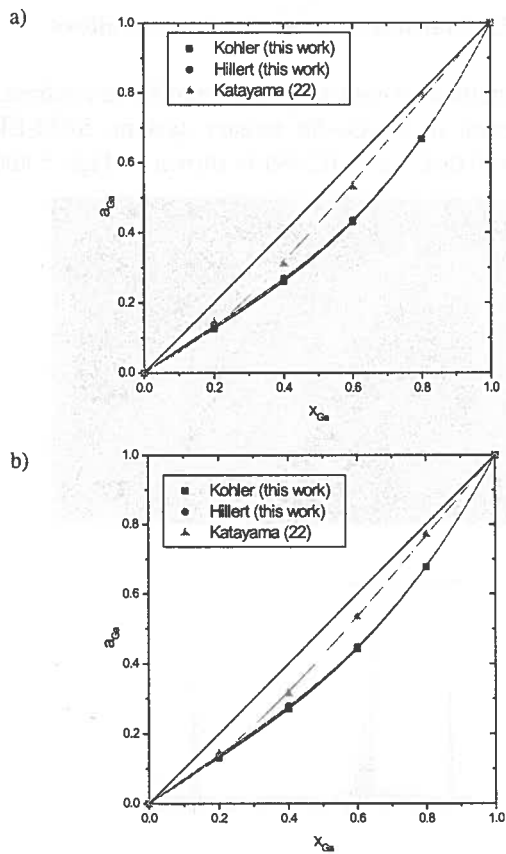 a)
1.0
0.8
0.6
0.4
0.2
0.0
a_Ga
Kohler (this work)
Hillert (this work)
Katayama (22)
0.0 0.2 0.4 0.6 0.8 1.0
x_Ga
b)
1.0
0.8
0.6
0.4
0.2
0.0
a_Ga
Kohler (this work)
Hillert (this work)
Katayama (22)
0.0 0.2 0.4 0.6 0.8 1.0
x_Ga